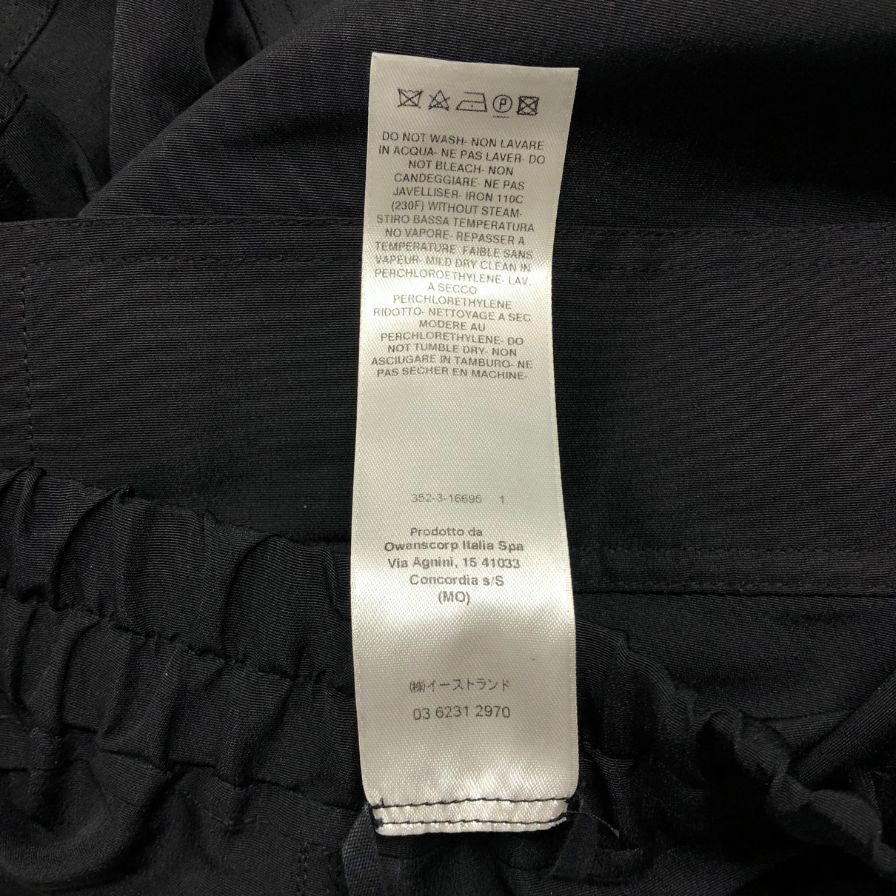 P
DO NOT WASH- NON LAVARE
IN ACQUA- NE PAS LAVER- DO
NOT BLEACH- NON
CANDEGGIARE- NE PAS
JAVELLISER- IRON 110C
(230F) WITHOUT STEAM-
STIRO BASSA TEMPERATURA
NO VAPORE- REPASSER A
TEMPERATURE FAIBLE SANS
VAPEUR- MILD DRY CLEAN IN
PERCHLOROETHYLENE- LAV.
A SECCO
PERCHLORETHYLENE
RIDOTTO- NETTOYAGE A SEC
MODERE AU
PERCHLORETHYLENE- DO
NOT TUMBLE DRY- NON
ASCIUGARE IN TAMBURO- NE
PAS SECHER EN MACHINE-
352-3-16695 1
Prodotto da
Owanscorp Italia Spa
Via Agnini, 15 41033
Concordia s/S
(MO)
㈱イーストランド
03 6231 2970